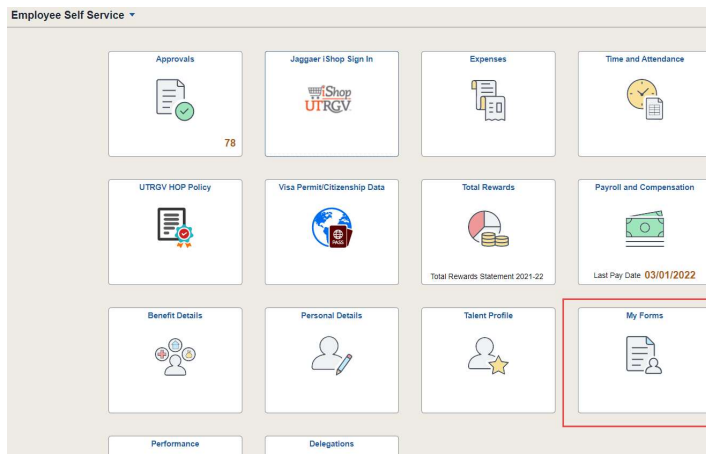 Employee Self Service
Approvals
Jaggaer iShop Sign In
Expenses
Time and Attendance
iShop
UTRGV
78
UTRGV HOP Policy
Visa Permit/Citizenship Data
Total Rewards
Payroll and Compensation
PASS
Total Rewards Statement 2021-22
Last Pay Date 03/01/2022
Benefit Details
Personal Details
Talent Profile
My Forms
Performance
Delegations